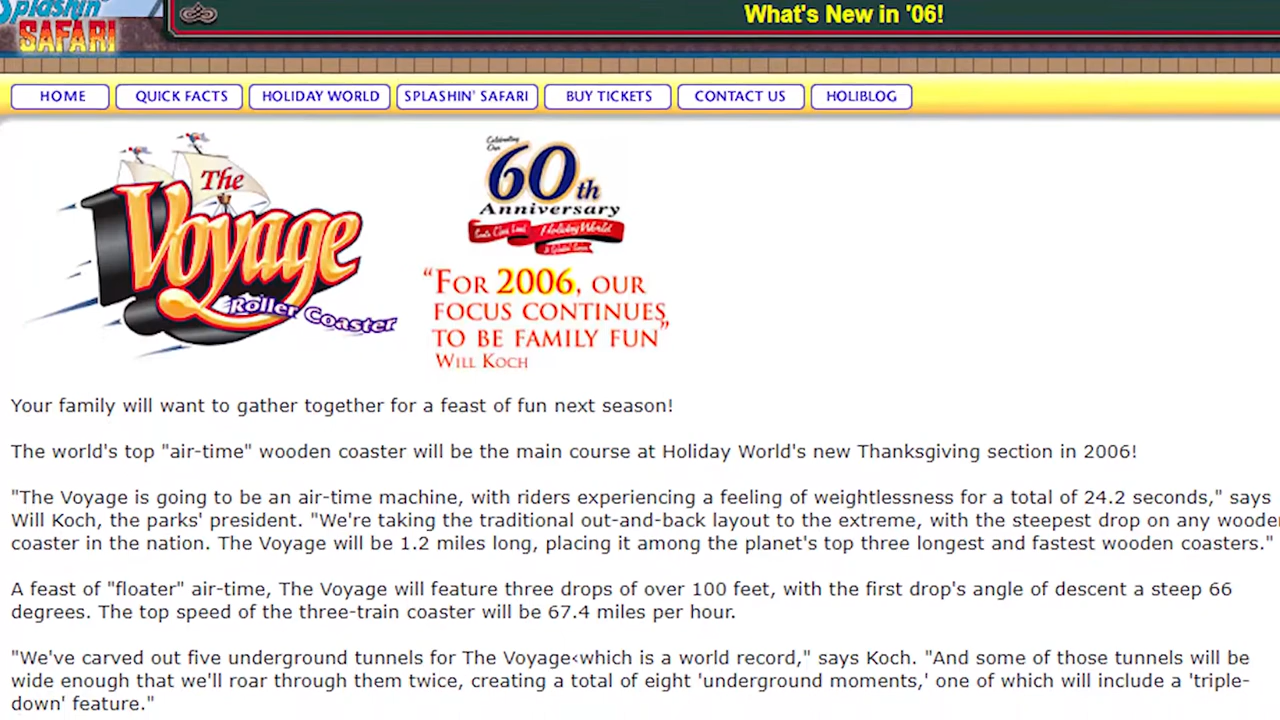 Splashin'
SAFARI
What's New in '06!
HOME QUICK FACTS HOLIDAY WORLD SPLASHIN' SAFARI BUY TICKETS CONTACT US HOLIBLOG
The
Voyage
Roller Coaster
Celebrating
Our
60th
Anniversary
Santa Claus Land Holiday World
& Splashin' Safari
“FOR 2006, OUR
FOCUS CONTINUES
TO BE FAMILY FUN”
WILL KOCH
Your family will want to gather together for a feast of fun next season!
The world's top "air-time" wooden coaster will be the main course at Holiday World's new Thanksgiving section in 2006!
"The Voyage is going to be an air-time machine, with riders experiencing a feeling of weightlessness for a total of 24.2 seconds," says
Will Koch, the parks' president. "We're taking the traditional out-and-back layout to the extreme, with the steepest drop on any wooden
coaster in the nation. The Voyage will be 1.2 miles long, placing it among the planet's top three longest and fastest wooden coasters."
A feast of "floater" air-time, The Voyage will feature three drops of over 100 feet, with the first drop's angle of descent a steep 66
degrees. The top speed of the three-train coaster will be 67.4 miles per hour.
"We've carved out five underground tunnels for The Voyage‹which is a world record," says Koch. "And some of those tunnels will be
wide enough that we'll roar through them twice, creating a total of eight 'underground moments,' one of which will include a 'triple-
down' feature."